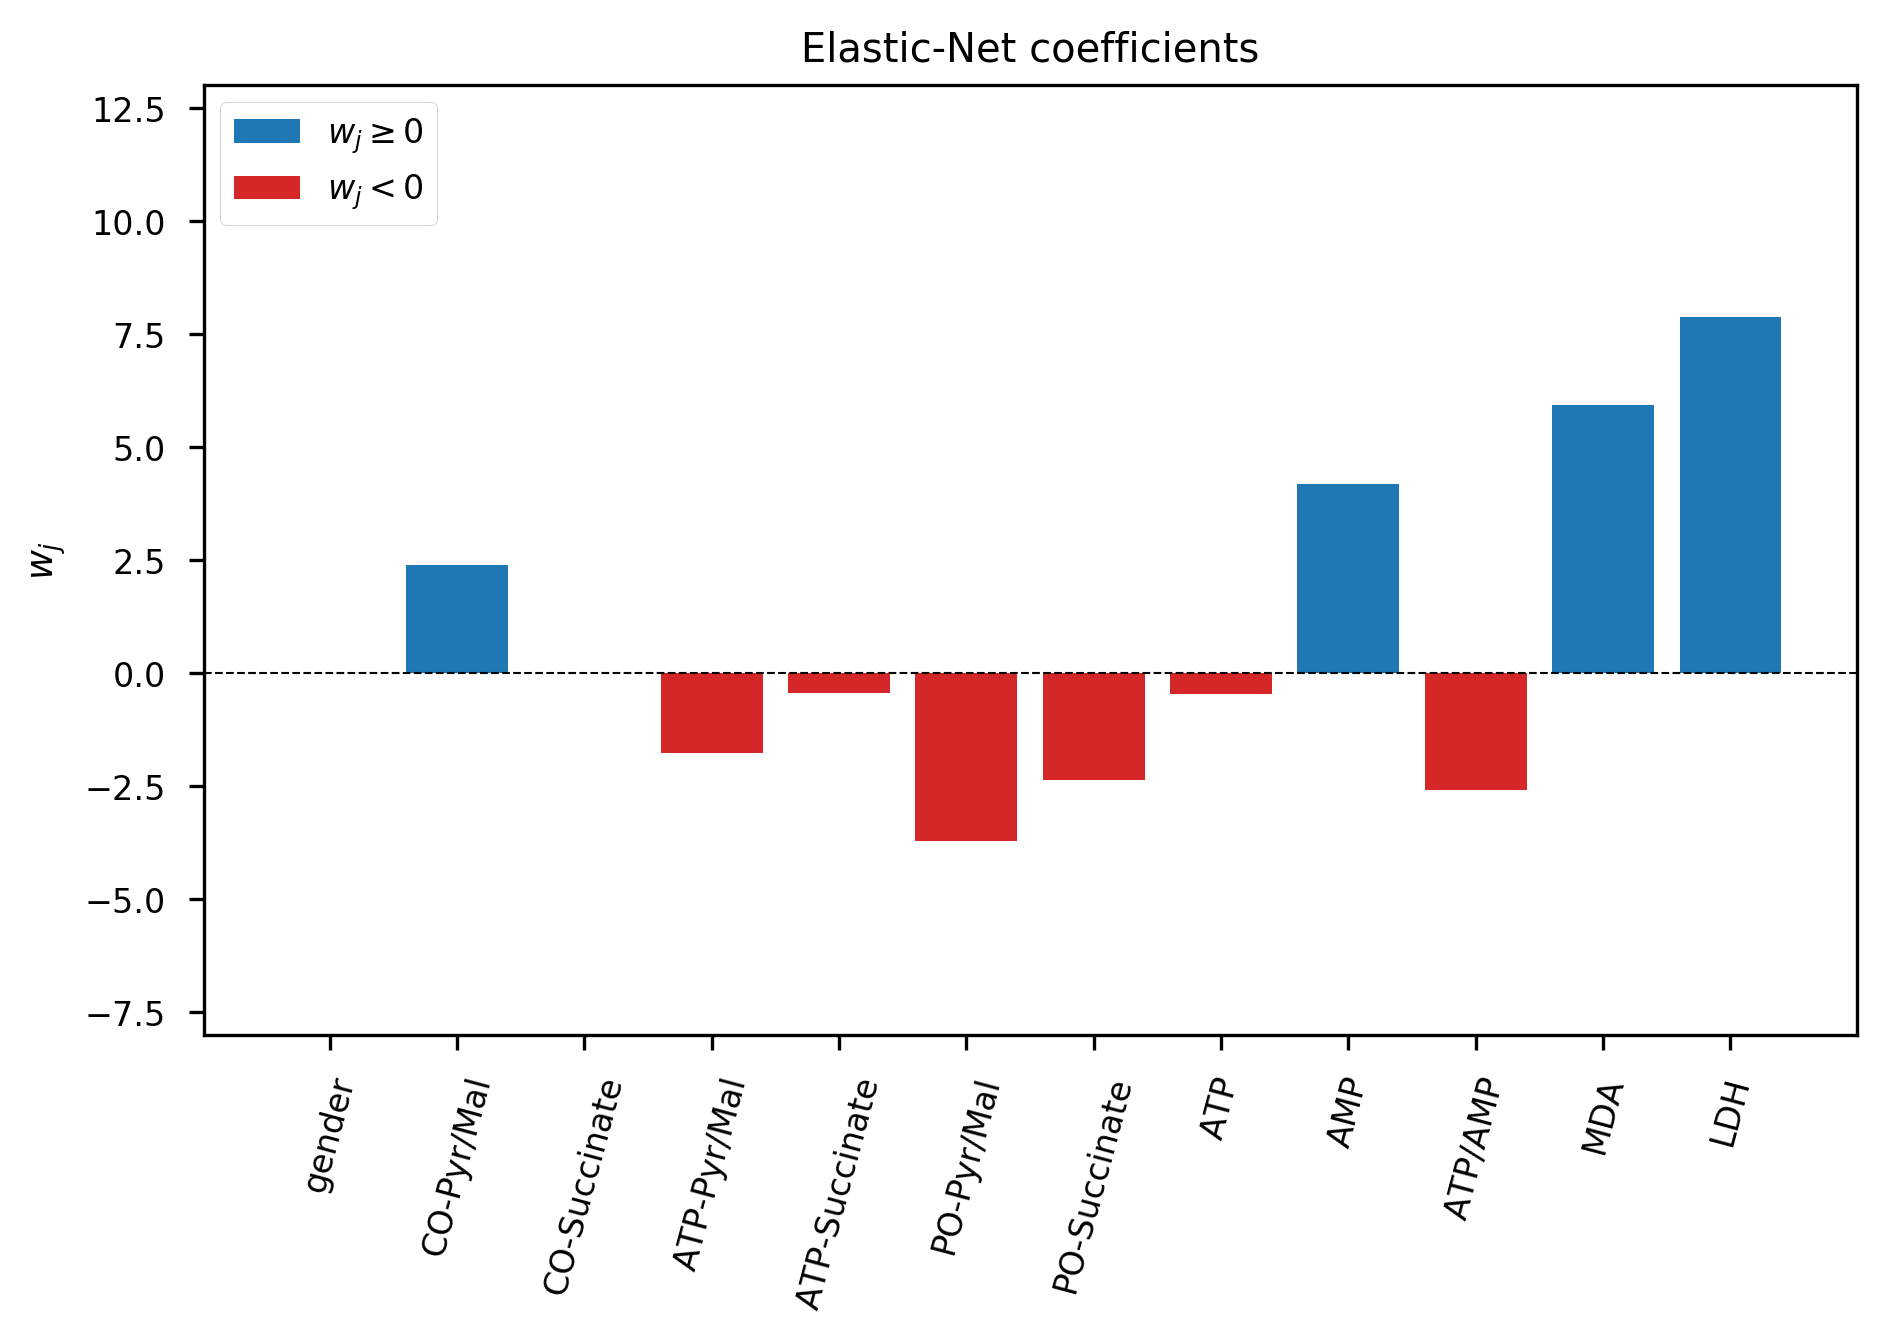 Elastic-Net coefficients
12.5
10.0
7.5
5.0
2.5
0.0
−2.5
−5.0
−7.5
w_j
w_j ≥ 0
w_j < 0
gender
CO-Pyr/Mal
CO-Succinate
ATP-Pyr/Mal
ATP-Succinate
PO-Pyr/Mal
PO-Succinate
ATP
AMP
ATP/AMP
MDA
LDH